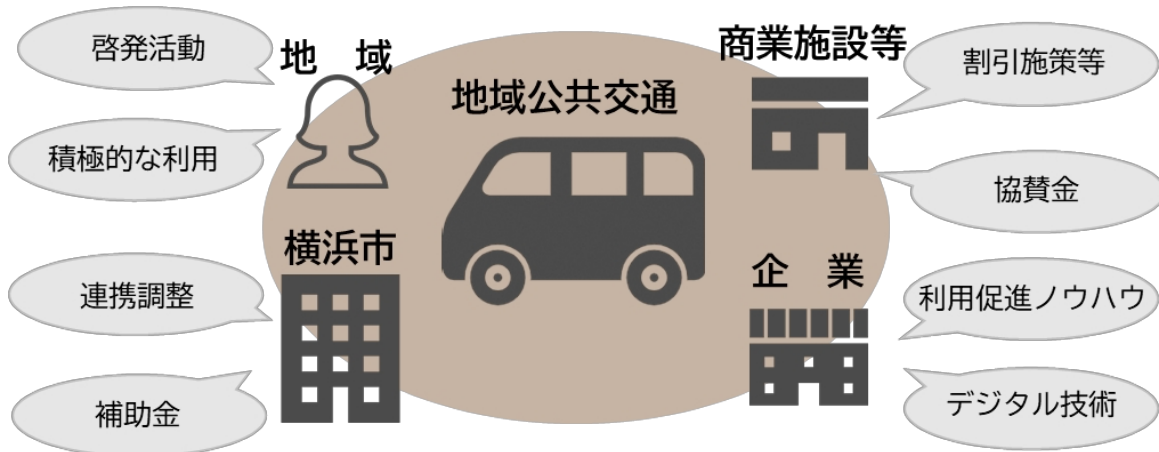 啓発活動
積極的な利用
地　域
地域公共交通
商業施設等
割引施策等
協賛金
横浜市
連携調整
補助金
企　業
利用促進ノウハウ
デジタル技術